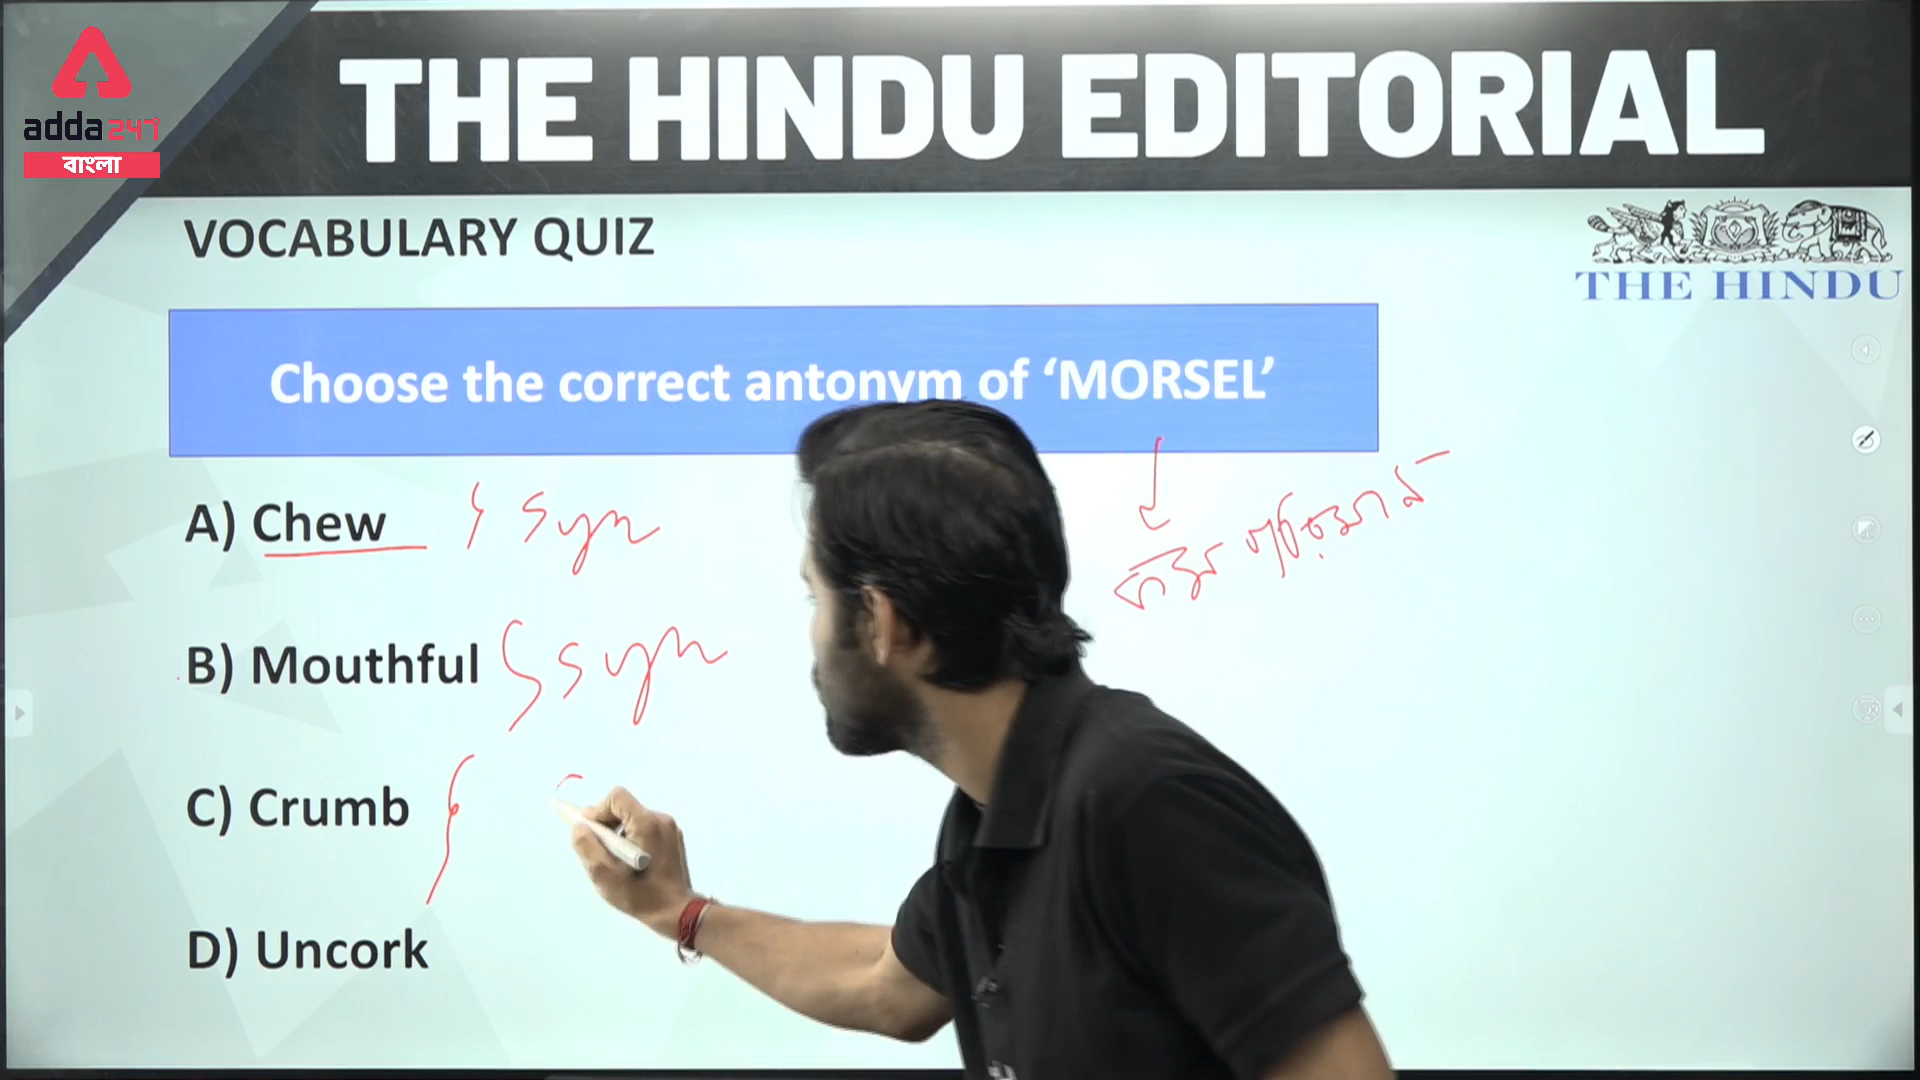 adda247
বাংলা
THE HINDU EDITORIAL
VOCABULARY QUIZ
THE HINDU
Choose the correct antonym of ‘MORSEL’
A) Chew
syn
B) Mouthful
syn
C) Crumb
D) Uncork